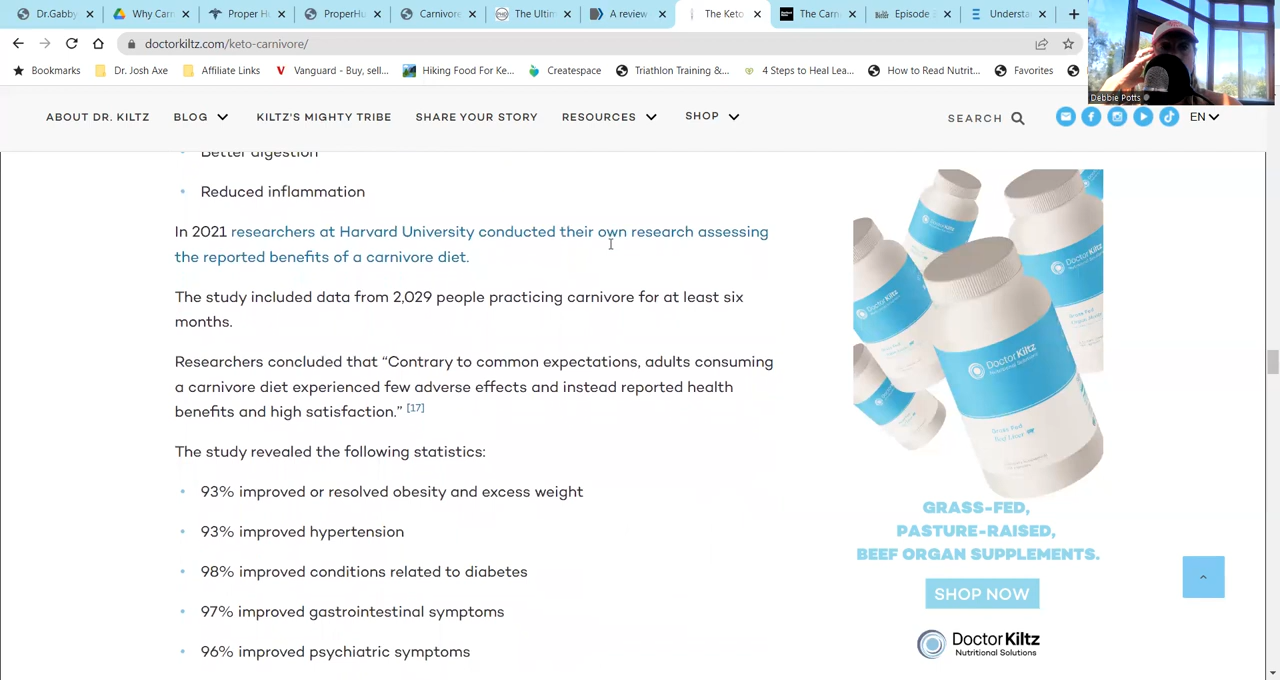 Dr.Gabby
Why Carn
Proper H
ProperHu
Carnivore
The Ultim
A review
The Keto
The Carn
Episode
Understa
doctorkiltz.com/keto-carnivore/
Bookmarks
Dr. Josh Axe
Affiliate Links
Vanguard - Buy, sell...
Hiking Food For Ke...
Createspace
Triathlon Training &...
4 Steps to Heal Lea...
How to Read Nutrit...
Favorites
Debbie Potts
ABOUT DR. KILTZ
BLOG
KILTZ'S MIGHTY TRIBE
SHARE YOUR STORY
RESOURCES
SHOP
SEARCH
EN
Better digestion
Reduced inflammation
In 2021 researchers at Harvard University conducted their own research assessing
the reported benefits of a carnivore diet.
The study included data from 2,029 people practicing carnivore for at least six
months.
Researchers concluded that “Contrary to common expectations, adults consuming
a carnivore diet experienced few adverse effects and instead reported health
benefits and high satisfaction.” [17]
The study revealed the following statistics:
93% improved or resolved obesity and excess weight
93% improved hypertension
98% improved conditions related to diabetes
97% improved gastrointestinal symptoms
96% improved psychiatric symptoms
DoctorKiltz
Grass Fed
Beef Liver
GRASS-FED,
PASTURE-RAISED,
BEEF ORGAN SUPPLEMENTS.
SHOP NOW
DoctorKiltz
Nutritional Solutions